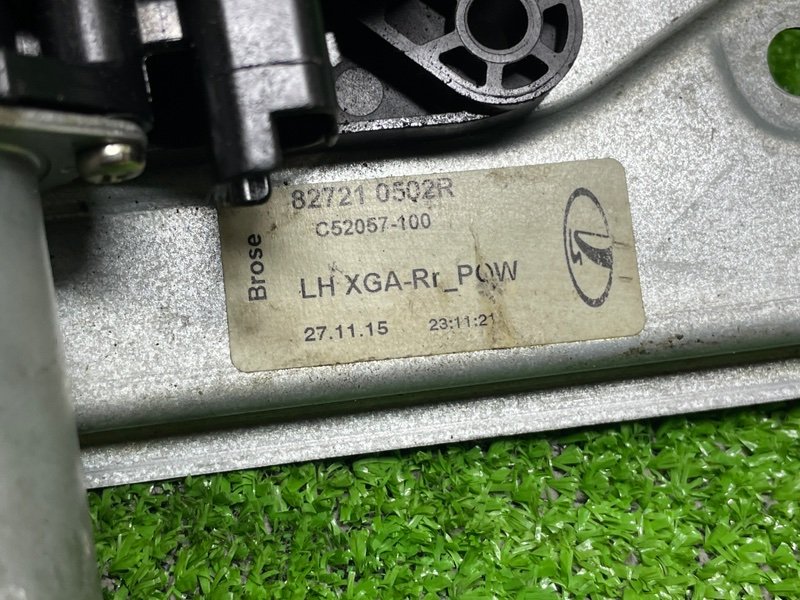 82721 0502R
C52057-100
Brose
LH XGA-Rr_POW
27.11.15 23:11:21